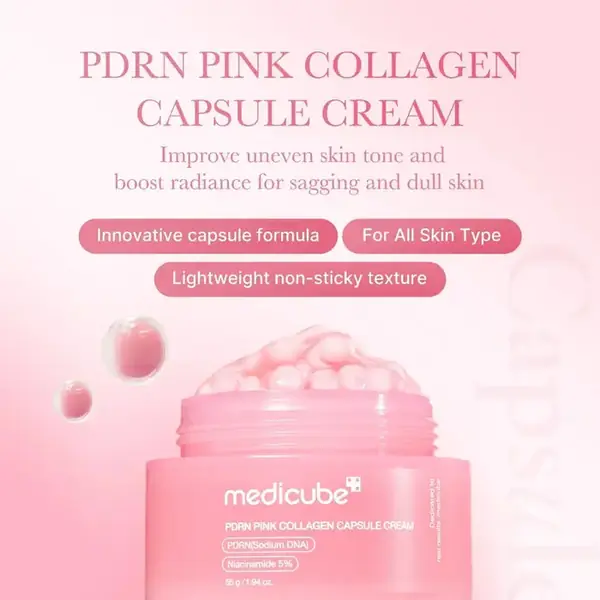 PDRN PINK COLLAGEN
CAPSULE CREAM
Improve uneven skin tone and
boost radiance for sagging and dull skin
Innovative capsule formula
For All Skin Type
Lightweight non-sticky texture
Capsule
medicube
PDRN PINK COLLAGEN CAPSULE CREAM
PDRN(Sodium DNA)
Niacinamide 5%
55 g / 1.94 oz.